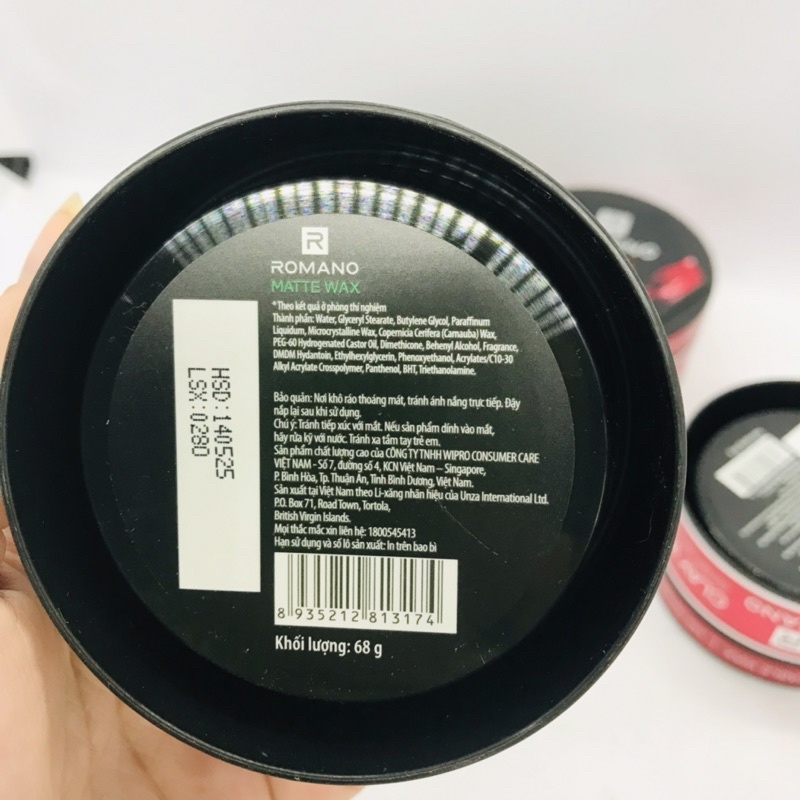 R
ROMANO
MATTE WAX
*Theo kết quả ở phòng thí nghiệm
Thành phần: Water, Glyceryl Stearate, Butylene Glycol, Paraffinum
Liquidum, Microcrystalline Wax, Copernicia Cerifera (Carnauba) Wax,
PEG-60 Hydrogenated Castor Oil, Dimethicone, Behenyl Alcohol, Fragrance,
DMDM Hydantoin, Ethylhexylglycerin, Phenoxyethanol, Acrylates/C10-30
Alkyl Acrylate Crosspolymer, Panthenol, BHT, Triethanolamine.
Bảo quản: Nơi khô ráo thoáng mát, tránh ánh nắng trực tiếp. Đậy
nắp lại sau khi sử dụng.
Chú ý: Tránh tiếp xúc với mắt. Nếu sản phẩm dính vào mắt,
hãy rửa kỹ với nước. Tránh xa tầm tay trẻ em.
Sản phẩm chất lượng cao của CÔNG TY TNHH WIPRO CONSUMER CARE
VIỆT NAM - Số 7, đường số 4, KCN Việt Nam – Singapore,
P. Bình Hòa, Tp. Thuận An, Tỉnh Bình Dương, Việt Nam.
Sản xuất tại Việt Nam theo Li-xăng nhãn hiệu của Unza International Ltd.
P.O. Box 71, Road Town, Tortola,
British Virgin Islands.
Mọi thắc mắc xin liên hệ: 1800545413
Hạn sử dụng và số lô sản xuất: in trên bao bì
HSD:140525
LSX:0280
8 935212 813174
Khối lượng: 68 g
CLAY